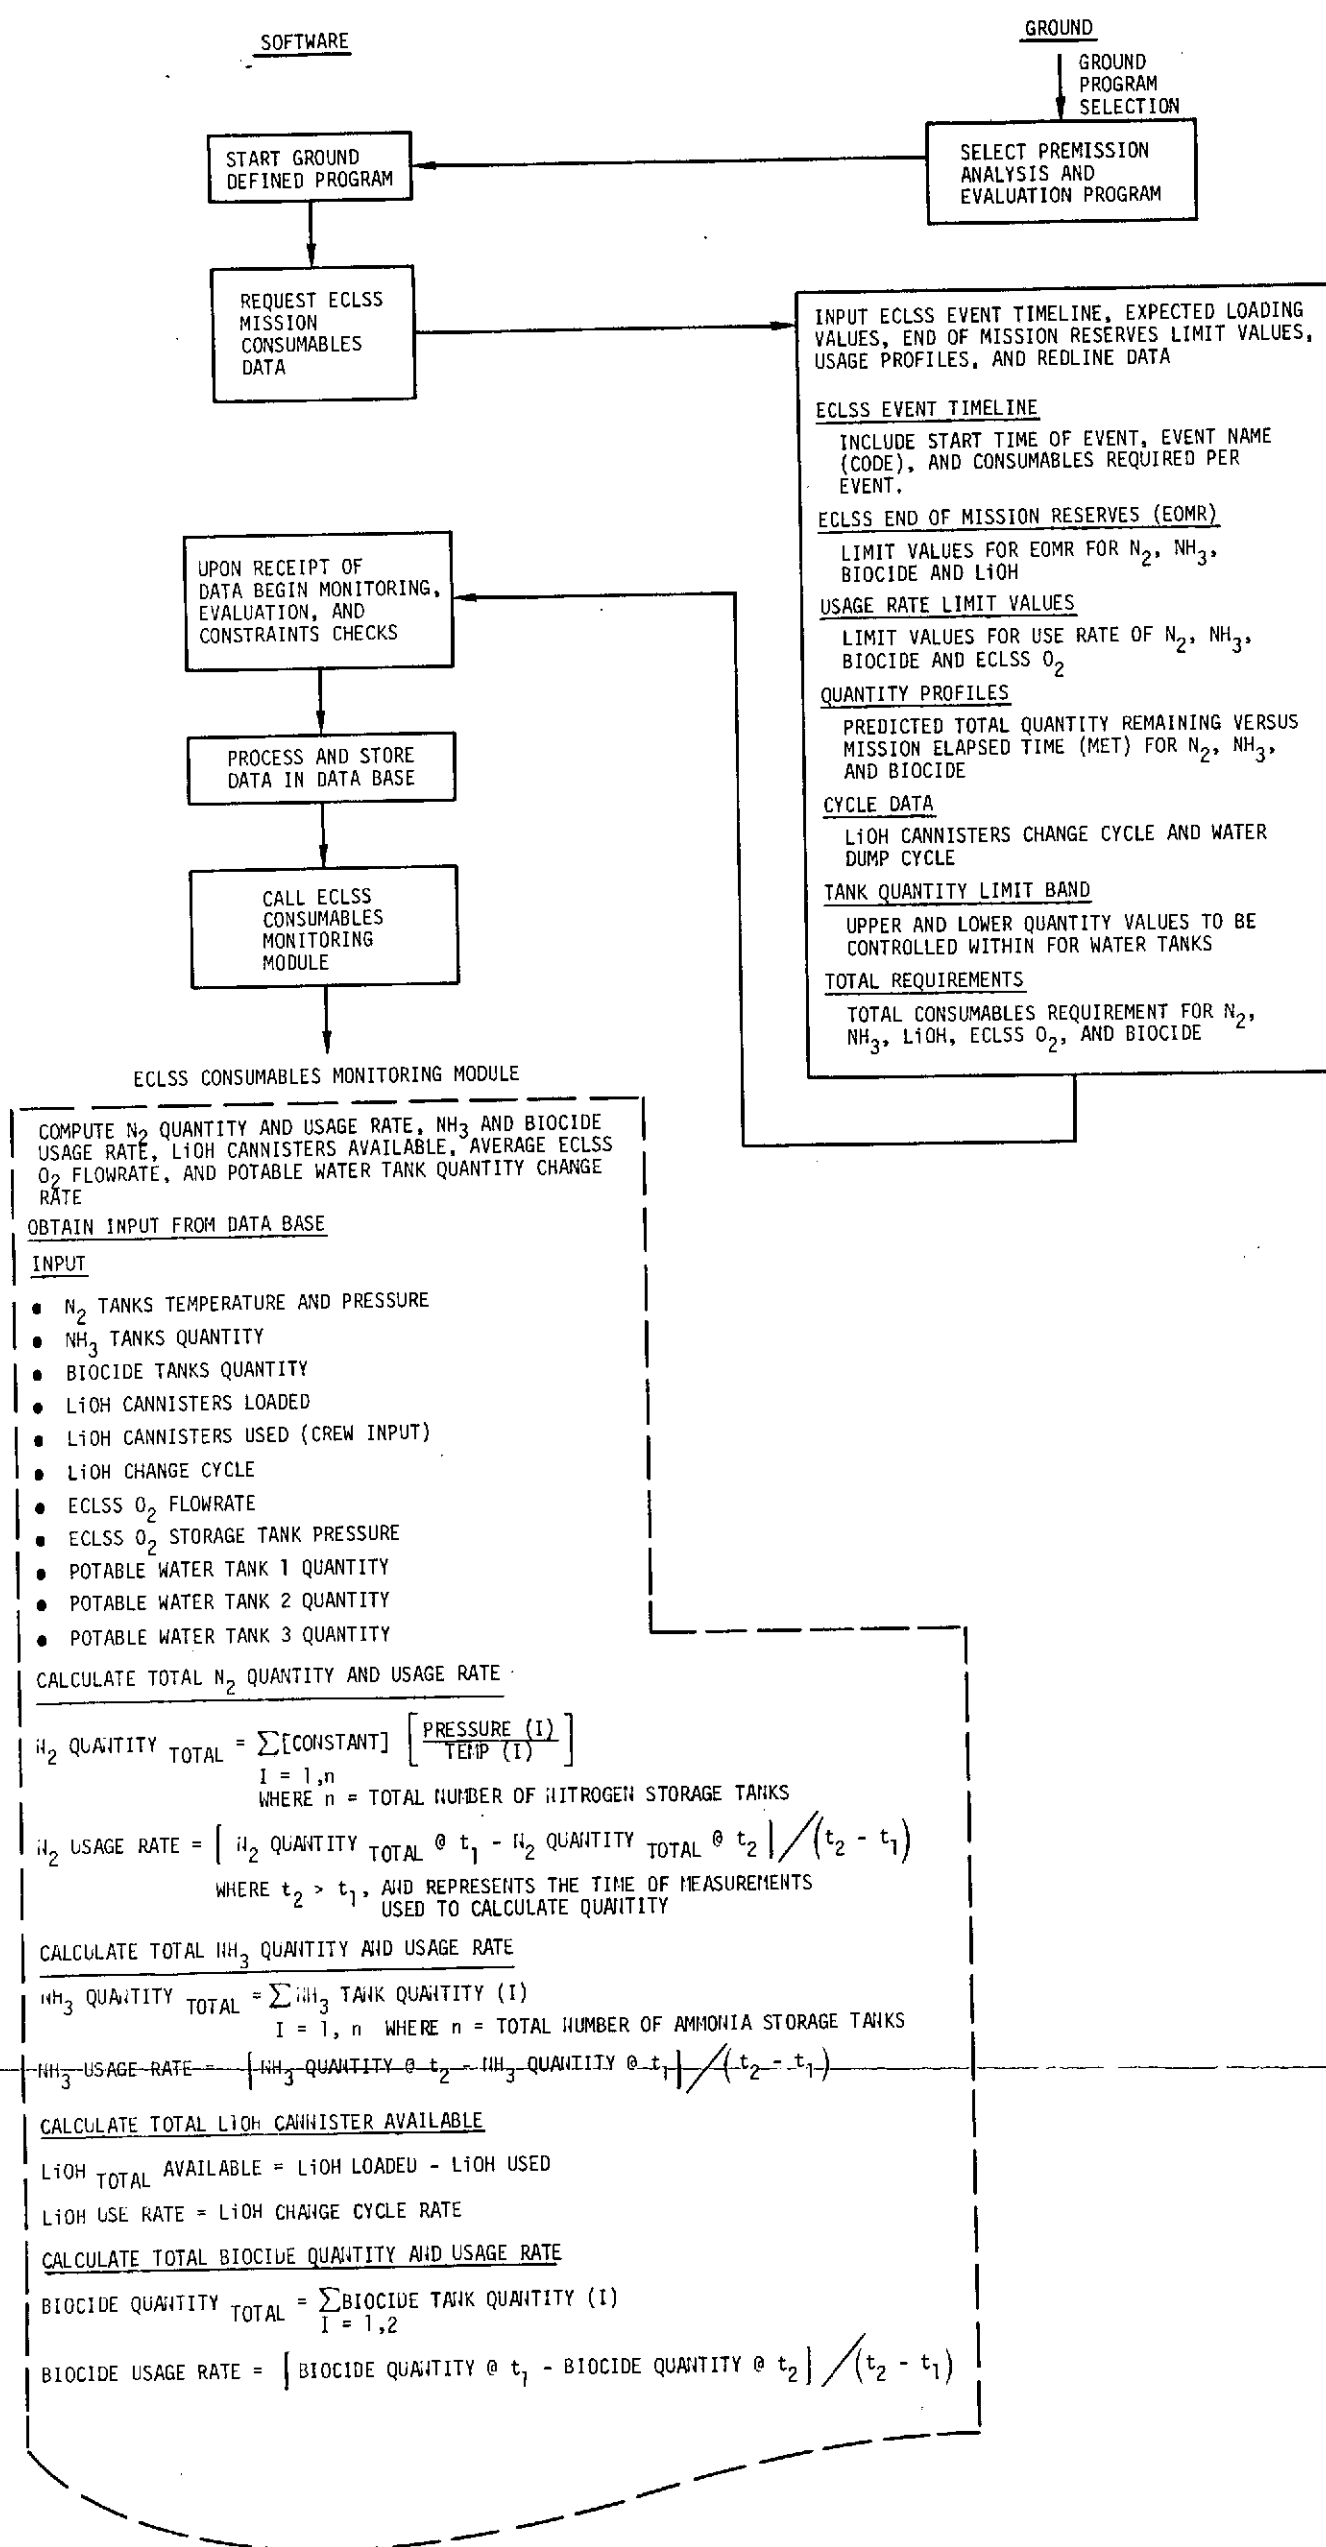 SOFTWARE
GROUND
GROUND
PROGRAM
SELECTION
START GROUND
DEFINED PROGRAM
SELECT PREMISSION
ANALYSIS AND
EVALUATION PROGRAM
REQUEST ECLSS
MISSION
CONSUMABLES
DATA
INPUT ECLSS EVENT TIMELINE, EXPECTED LOADING
VALUES, END OF MISSION RESERVES LIMIT VALUES,
USAGE PROFILES, AND REDLINE DATA
ECLSS EVENT TIMELINE
INCLUDE START TIME OF EVENT, EVENT NAME
(CODE), AND CONSUMABLES REQUIRED PER
EVENT.
ECLSS END OF MISSION RESERVES (EOMR)
LIMIT VALUES FOR EOMR FOR N2, NH3,
BIOCIDE AND LiOH
USAGE RATE LIMIT VALUES
LIMIT VALUES FOR USE RATE OF N2, NH3,
BIOCIDE AND ECLSS O2
QUANTITY PROFILES
PREDICTED TOTAL QUANTITY REMAINING VERSUS
MISSION ELAPSED TIME (MET) FOR N2, NH3,
AND BIOCIDE
CYCLE DATA
LiOH CANNISTERS CHANGE CYCLE AND WATER
DUMP CYCLE
TANK QUANTITY LIMIT BAND
UPPER AND LOWER QUANTITY VALUES TO BE
CONTROLLED WITHIN FOR WATER TANKS
TOTAL REQUIREMENTS
TOTAL CONSUMABLES REQUIREMENT FOR N2,
NH3, LiOH, ECLSS O2, AND BIOCIDE
UPON RECEIPT OF
DATA BEGIN MONITORING,
EVALUATION, AND
CONSTRAINTS CHECKS
PROCESS AND STORE
DATA IN DATA BASE
CALL ECLSS
CONSUMABLES
MONITORING
MODULE
ECLSS CONSUMABLES MONITORING MODULE
COMPUTE N2 QUANTITY AND USAGE RATE, NH3 AND BIOCIDE
USAGE RATE, LiOH CANNISTERS AVAILABLE, AVERAGE ECLSS
O2 FLOWRATE, AND POTABLE WATER TANK QUANTITY CHANGE
RATE
OBTAIN INPUT FROM DATA BASE
INPUT
• N2 TANKS TEMPERATURE AND PRESSURE
• NH3 TANKS QUANTITY
• BIOCIDE TANKS QUANTITY
• LiOH CANNISTERS LOADED
• LiOH CANNISTERS USED (CREW INPUT)
• LiOH CHANGE CYCLE
• ECLSS O2 FLOWRATE
• ECLSS O2 STORAGE TANK PRESSURE
• POTABLE WATER TANK 1 QUANTITY
• POTABLE WATER TANK 2 QUANTITY
• POTABLE WATER TANK 3 QUANTITY
CALCULATE TOTAL N2 QUANTITY AND USAGE RATE
N2 QUANTITY TOTAL = ∑[CONSTANT] [PRESSURE (I) / TEMP (I)]
I = 1,n
WHERE n = TOTAL NUMBER OF NITROGEN STORAGE TANKS
N2 USAGE RATE = [N2 QUANTITY TOTAL @ t1 - N2 QUANTITY TOTAL @ t2] / (t2 - t1)
WHERE t2 > t1, AND REPRESENTS THE TIME OF MEASUREMENTS
USED TO CALCULATE QUANTITY
CALCULATE TOTAL NH3 QUANTITY AND USAGE RATE
NH3 QUANTITY TOTAL = ∑NH3 TANK QUANTITY (I)
I = 1, n WHERE n = TOTAL NUMBER OF AMMONIA STORAGE TANKS
NH3 USAGE RATE = [NH3 QUANTITY @ t2 - NH3 QUANTITY @ t1] / (t2 - t1)
CALCULATE TOTAL LiOH CANNISTER AVAILABLE
LiOH TOTAL AVAILABLE = LiOH LOADED - LiOH USED
LiOH USE RATE = LiOH CHANGE CYCLE RATE
CALCULATE TOTAL BIOCIDE QUANTITY AND USAGE RATE
BIOCIDE QUANTITY TOTAL = ∑BIOCIDE TANK QUANTITY (I)
I = 1,2
BIOCIDE USAGE RATE = [BIOCIDE QUANTITY @ t1 - BIOCIDE QUANTITY @ t2] / (t2 - t1)